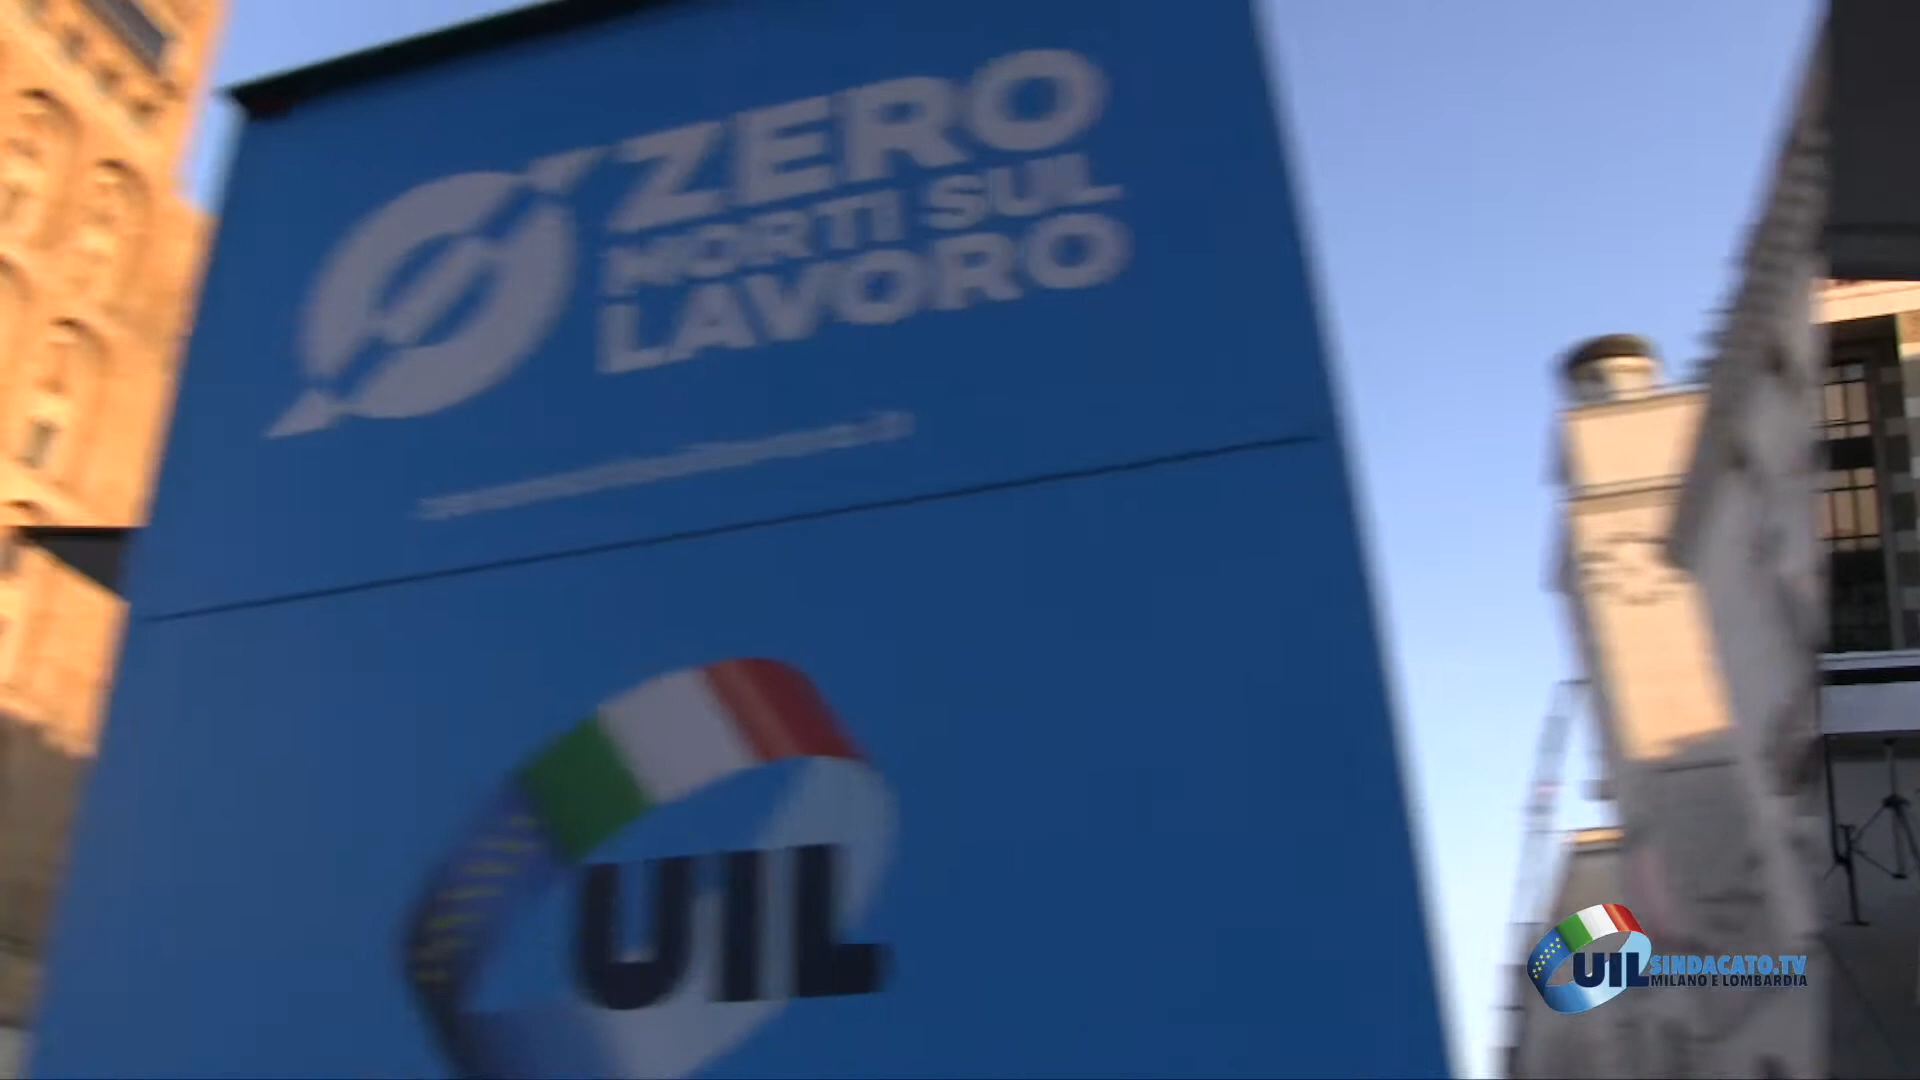 ZERO
MORTI SUL
LAVORO
UIL
UIL SINDACATO.TV
MILANO E LOMBARDIA